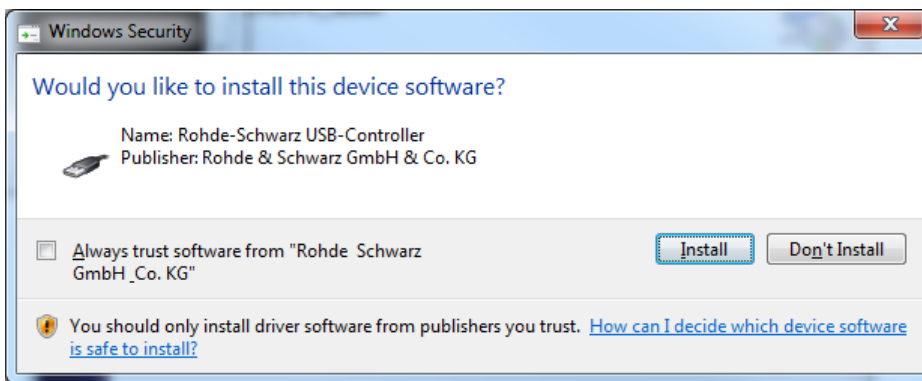 Windows Security
Would you like to install this device software?
Name: Rohde-Schwarz USB-Controller
Publisher: Rohde & Schwarz GmbH & Co. KG
Always trust software from "Rohde  Schwarz
GmbH _Co. KG"
Install
Don't Install
You should only install driver software from publishers you trust. How can I decide which device software
is safe to install?